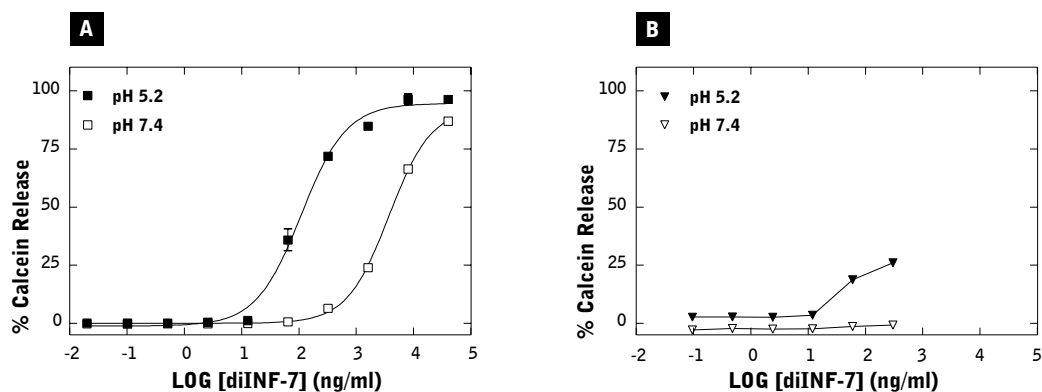 A
% Calcein Release
100
75
50
25
0
pH 5.2
pH 7.4
-2 -1 0 1 2 3 4 5
LOG [diINF-7] (ng/ml)
B
% Calcein Release
100
75
50
25
0
pH 5.2
pH 7.4
-2 -1 0 1 2 3 4 5
LOG [diINF-7] (ng/ml)